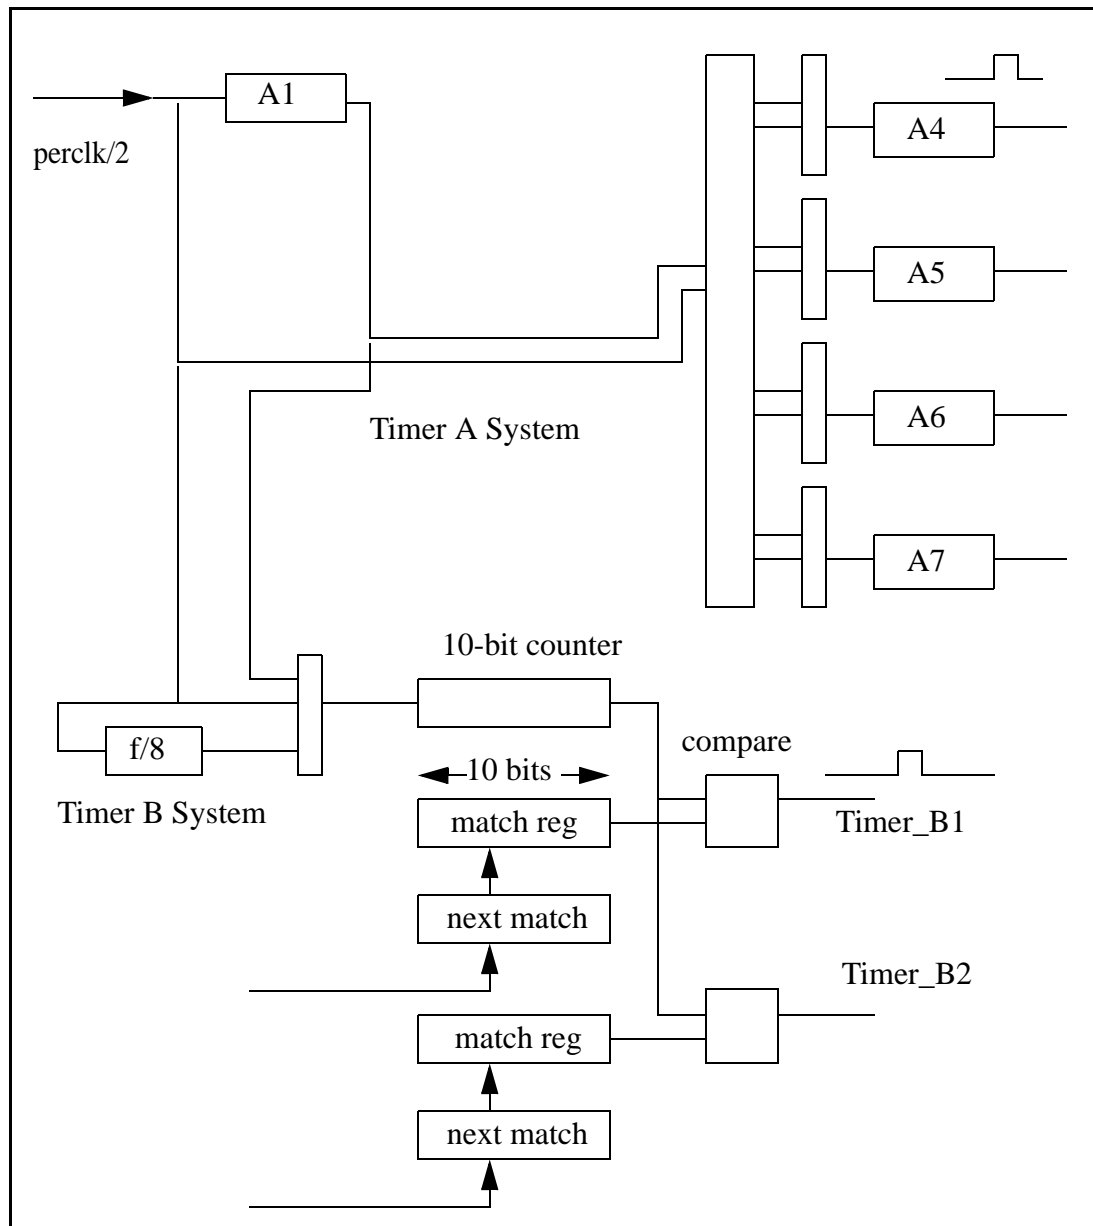 A1
perclk/2
A4
A5
Timer A System
A6
A7
10-bit counter
f/8
compare
10 bits
Timer B System
match reg
Timer_B1
next match
Timer_B2
match reg
next match